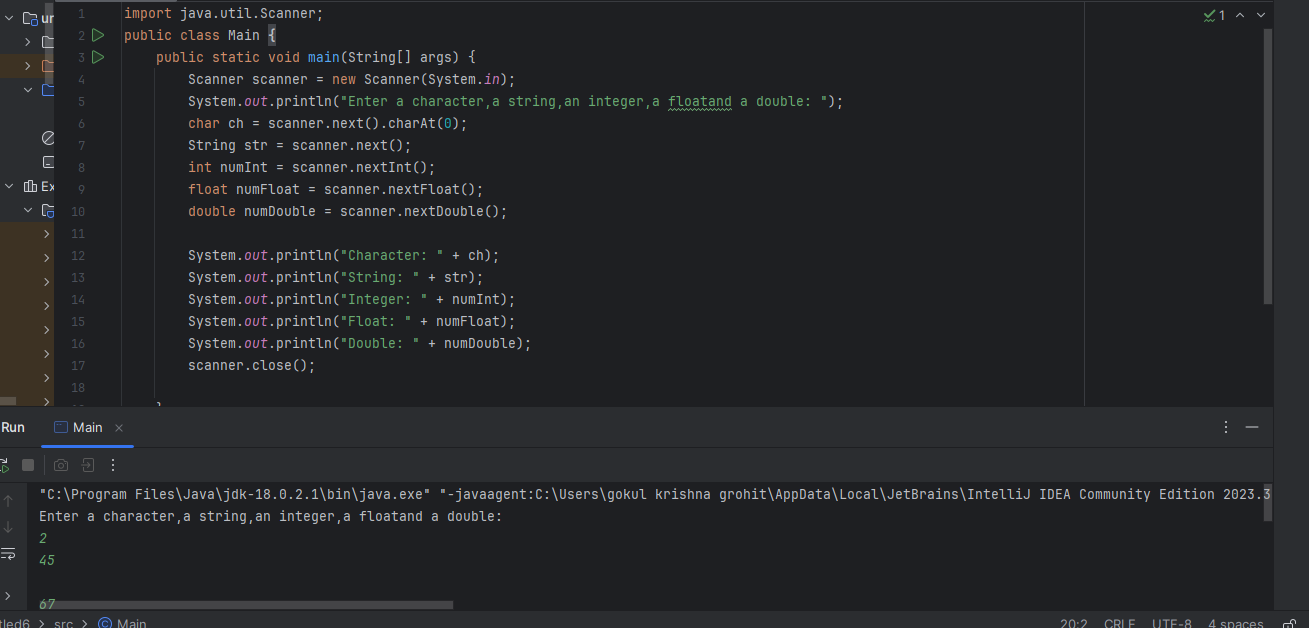 ur
Ex
1 import java.util.Scanner;
1
2 public class Main {
3 public static void main(String[] args) {
4 Scanner scanner = new Scanner(System.in);
5 System.out.println("Enter a character,a string,an integer,a floatand a double: ");
6 char ch = scanner.next().charAt(0);
7 String str = scanner.next();
8 int numInt = scanner.nextInt();
9 float numFloat = scanner.nextFloat();
10 double numDouble = scanner.nextDouble();
11
12 System.out.println("Character: " + ch);
13 System.out.println("String: " + str);
14 System.out.println("Integer: " + numInt);
15 System.out.println("Float: " + numFloat);
16 System.out.println("Double: " + numDouble);
17 scanner.close();
18
Run Main
"C:\Program Files\Java\jdk-18.0.2.1\bin\java.exe" "-javaagent:C:\Users\gokul krishna grohit\AppData\Local\JetBrains\IntelliJ IDEA Community Edition 2023.3
Enter a character,a string,an integer,a floatand a double:
2
45
67
tled6 > src > Main 20:2 CRLF UTF-8 4 spaces